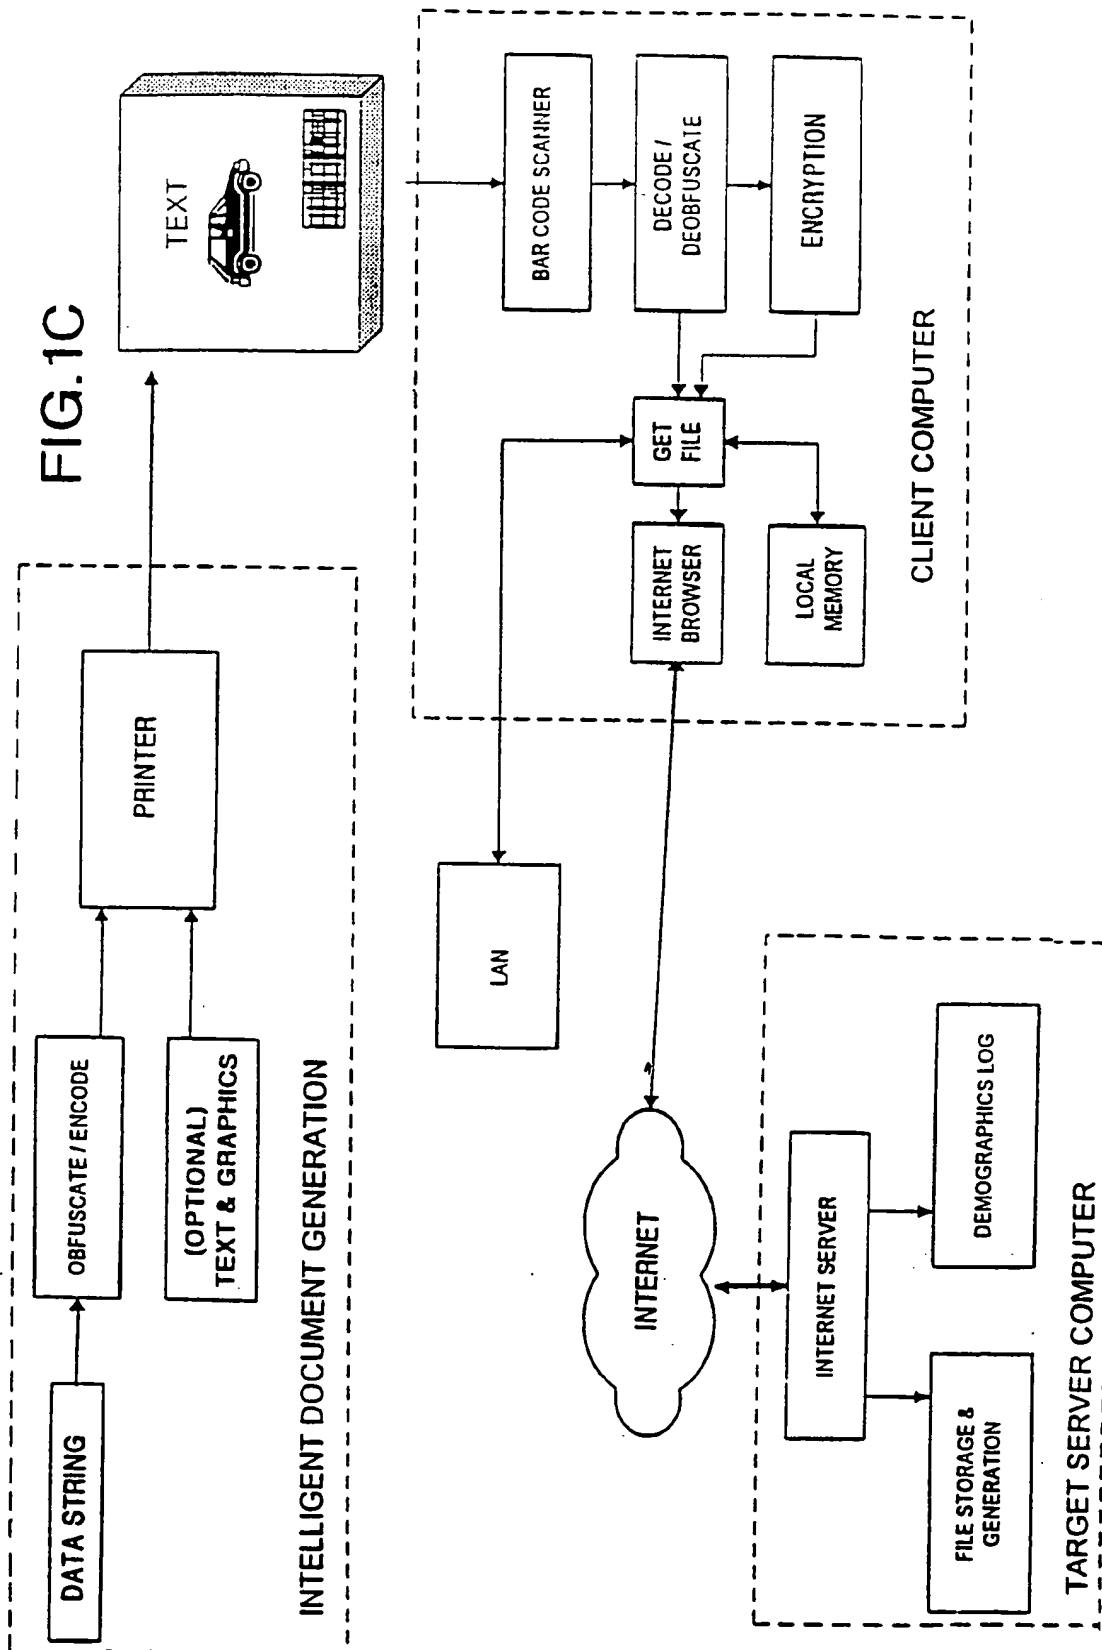 FIG.1C
DATA STRING
OBFUSCATE / ENCODE
(OPTIONAL)
TEXT & GRAPHICS
PRINTER
INTELLIGENT DOCUMENT GENERATION
TEXT
LAN
BAR CODE SCANNER
DECODE /
DEOBFUSCATE
ENCRYPTION
GET
FILE
INTERNET
BROWSER
LOCAL
MEMORY
CLIENT COMPUTER
INTERNET
INTERNET SERVER
FILE STORAGE &
GENERATION
DEMOGRAPHICS LOG
TARGET SERVER COMPUTER